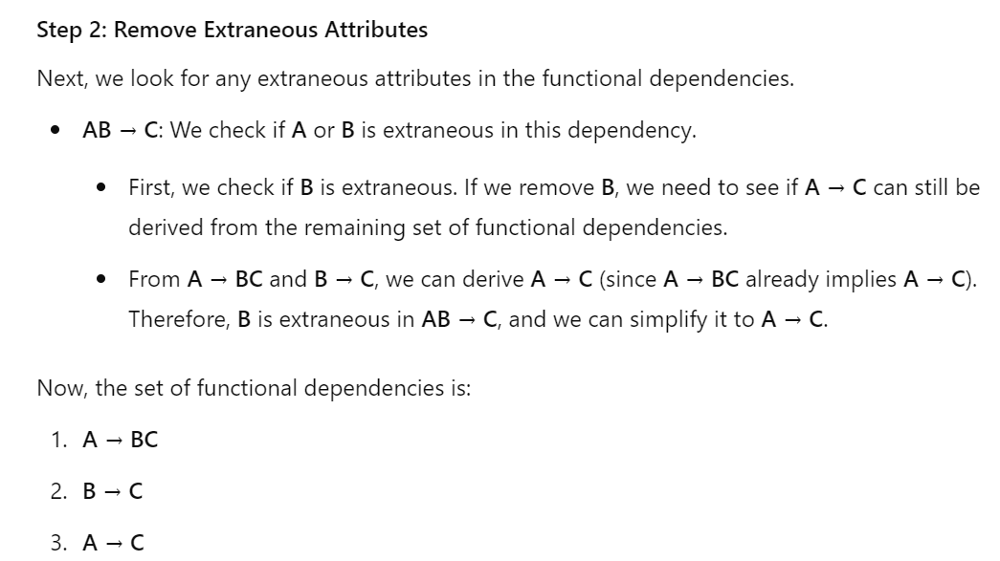 Step 2: Remove Extraneous Attributes
Next, we look for any extraneous attributes in the functional dependencies.
• AB → C: We check if A or B is extraneous in this dependency.
• First, we check if B is extraneous. If we remove B, we need to see if A → C can still be
derived from the remaining set of functional dependencies.
• From A → BC and B → C, we can derive A → C (since A → BC already implies A → C).
Therefore, B is extraneous in AB → C, and we can simplify it to A → C.
Now, the set of functional dependencies is:
1. A → BC
2. B → C
3. A → C